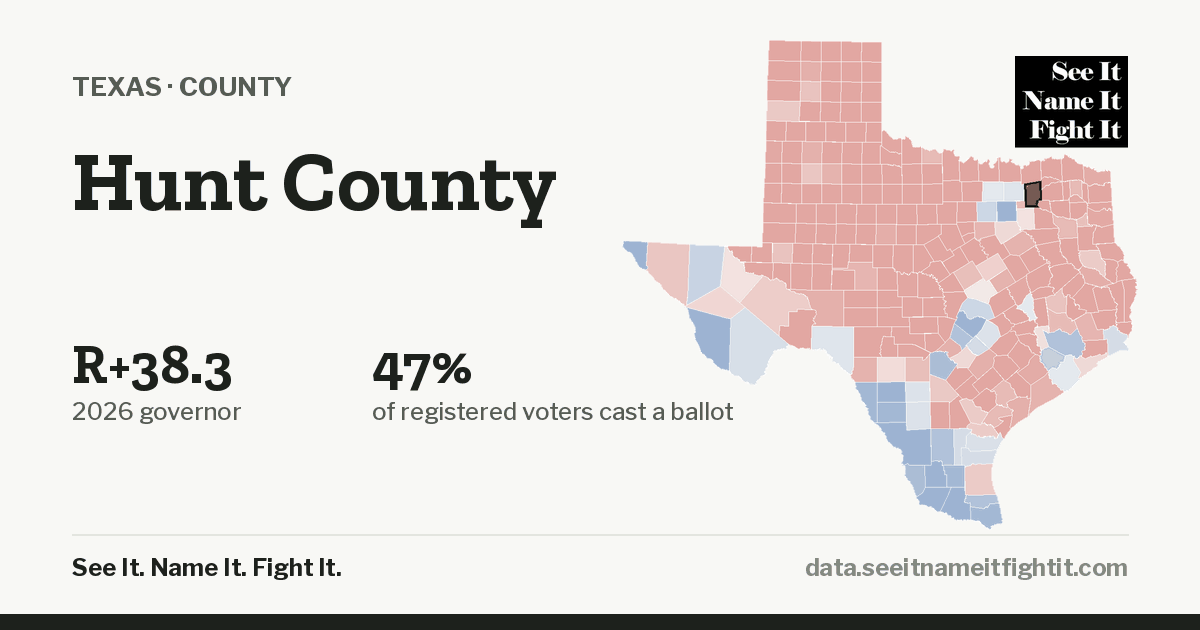 TEXAS · COUNTY
See It
Name It
Fight It
Hunt County
R+38.3
2026 governor
47%
of registered voters cast a ballot
See It. Name It. Fight It.
data.seeitnameitfightit.com